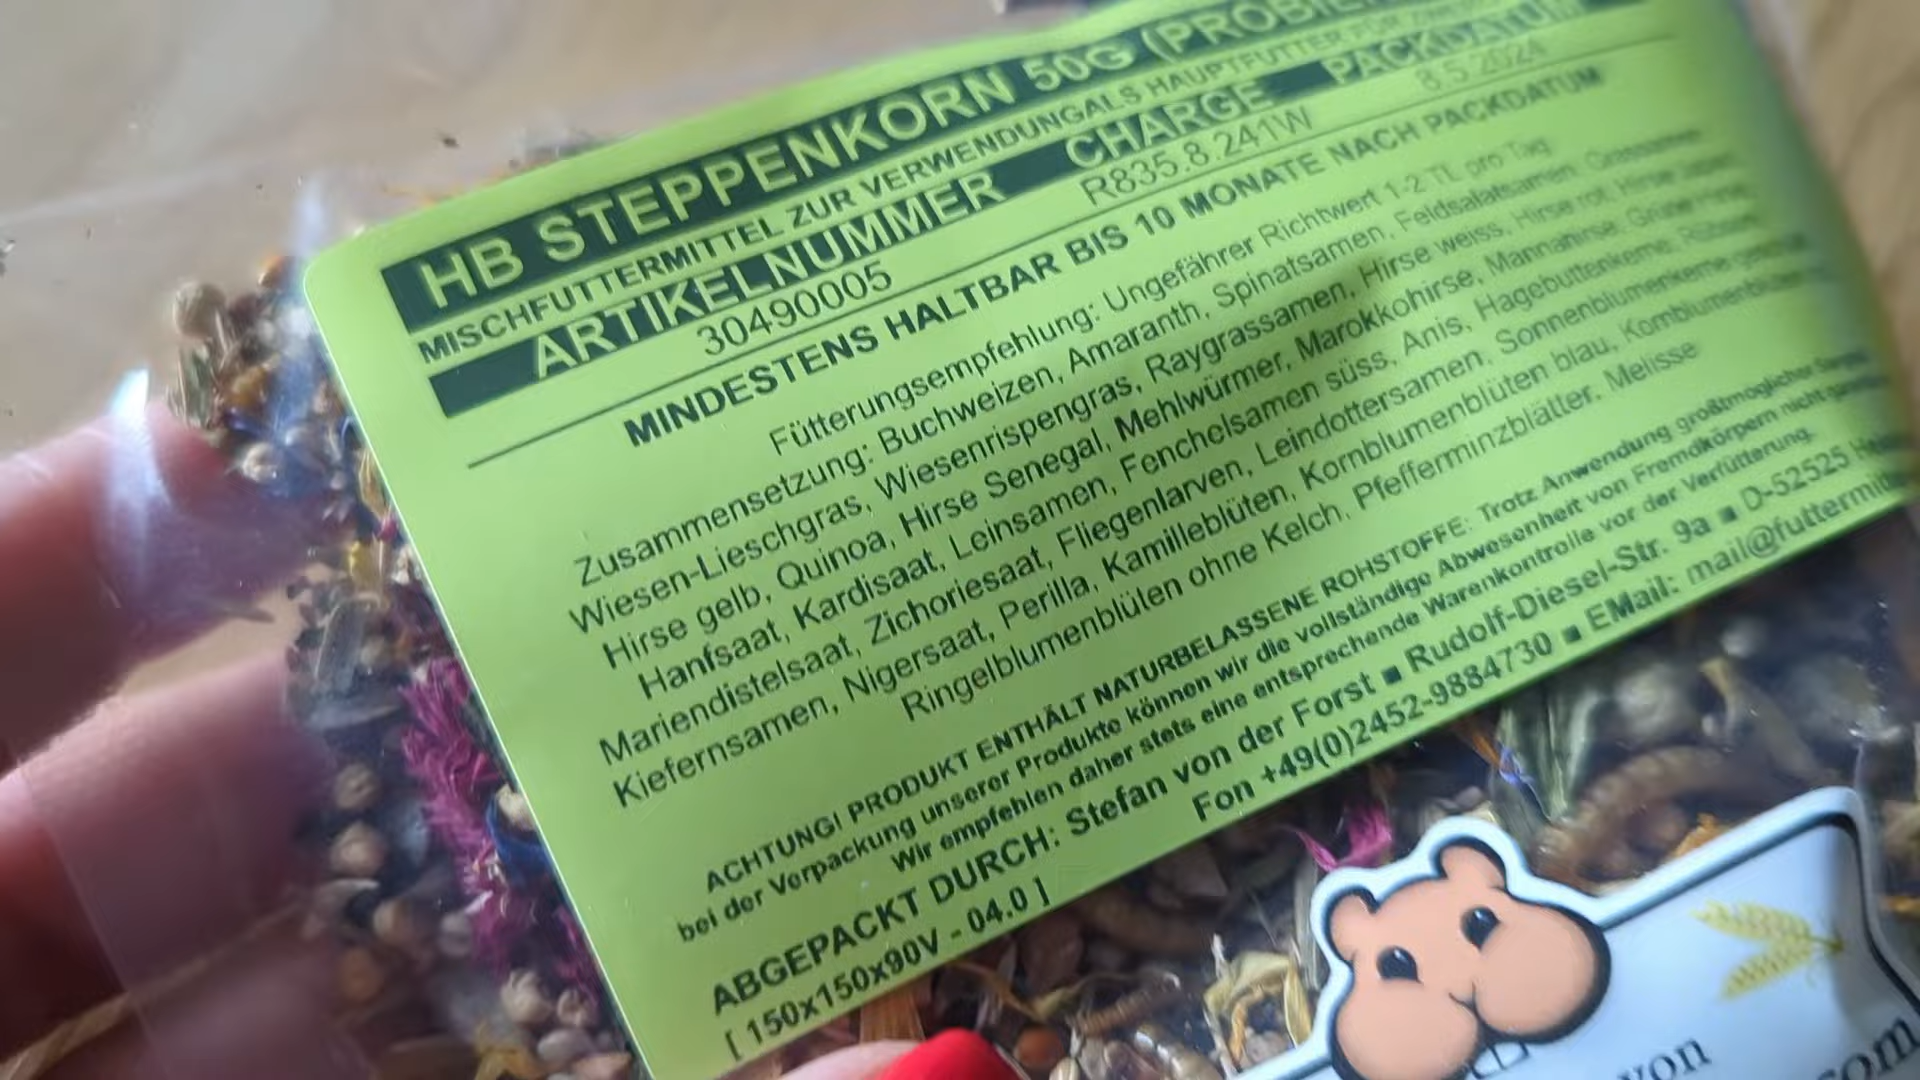 HB STEPPENKORN 50G
MISCHFUTTERMITTEL ZUR VERWENDUNGALS HAUPTFUTTER FÜR
ARTIKELNUMMER CHARGE PACKDATUM
30490005 R835.8.241W 8.5.2024
MINDESTENS HALTBAR BIS 10 MONATE NACH PACKDATUM
Fütterungsempfehlung: Ungefährer Richtwert 1-2 TL pro Tag
Zusammensetzung: Buchweizen, Amaranth, Spinatsamen, Feldsalatsamen,
Wiesen-Lieschgras, Wiesenrispengras, Raygrassamen, Hirse weiss, Hirse rot, Hirse
Hirse gelb, Quinoa, Hirse Senegal, Mehlwürmer, Marokkohirse, Mannahirse,
Hanfsaat, Kardisaat, Leinsamen, Fenchelsamen süss, Anis, Hagebuttenkerne,
Mariendistelsaat, Zichoriesaat, Fliegenlarven, Leindottersamen, Sonnenblumenkerne
Kiefernsamen, Nigersaat, Perilla, Kamilleblüten, Kornblumenblüten blau,
Ringelblumenblüten ohne Kelch, Pfefferminzblätter, Melisse
ACHTUNG! PRODUKT ENTHÄLT NATURBELASSENE ROHSTOFFE: Trotz Anwendung großtmöglicher
bei der Verpackung unserer Produkte können wir die vollständige Abwesenheit von Fremdkörpern nicht
Wir empfehlen daher stets eine entsprechende Warenkontrolle vor der Verfütterung.
ABGEPACKT DURCH: Stefan von der Forst ■ Rudolf-Diesel-Str. 9a ■ D-52525
Fon +49(0)2452-9884730 ■ EMail:
[ 150x150x90V - 04.0 ]
von